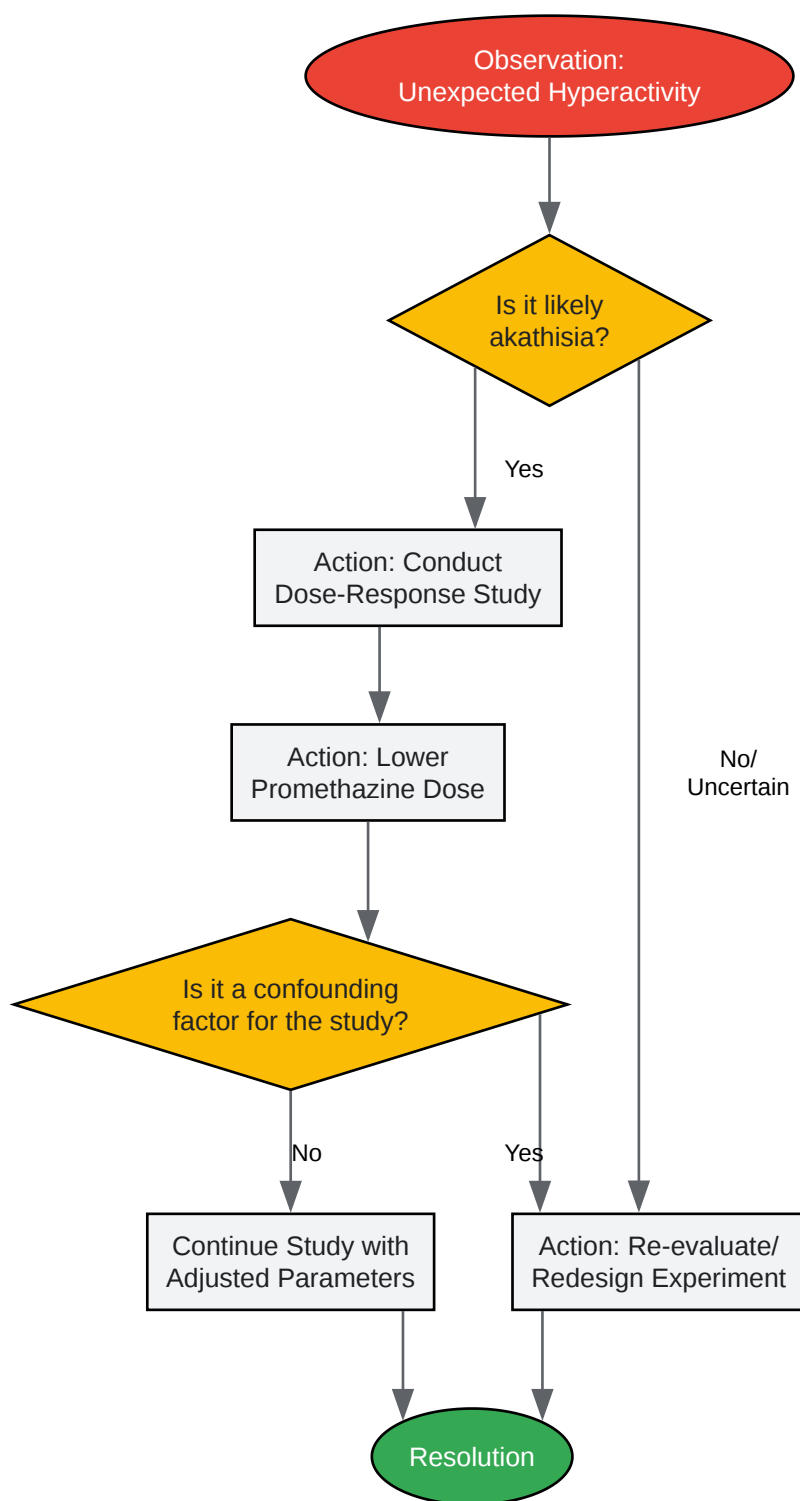 Observation:
Unexpected Hyperactivity
Is it likely
akathisia?
Yes
Action: Conduct
Dose-Response Study
Action: Lower
Promethazine Dose
No/
Uncertain
Is it a confounding
factor for the study?
No
Yes
Continue Study with
Adjusted Parameters
Action: Re-evaluate/
Redesign Experiment
Resolution